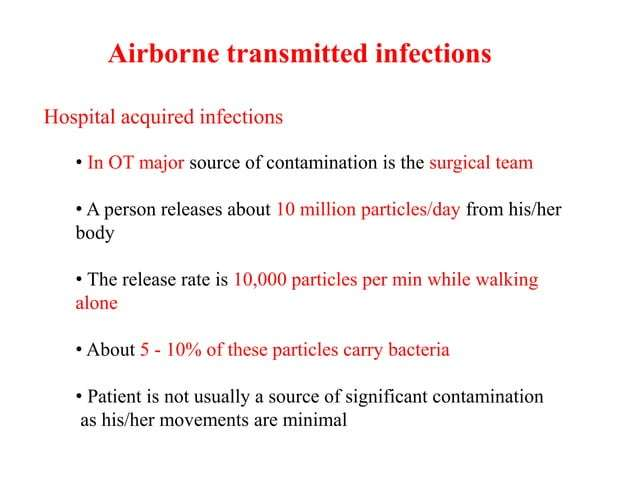 Airborne transmitted infections
Hospital acquired infections
• In OT major source of contamination is the surgical team
• A person releases about 10 million particles/day from his/her
body
• The release rate is 10,000 particles per min while walking
alone
• About 5 - 10% of these particles carry bacteria
• Patient is not usually a source of significant contamination
as his/her movements are minimal